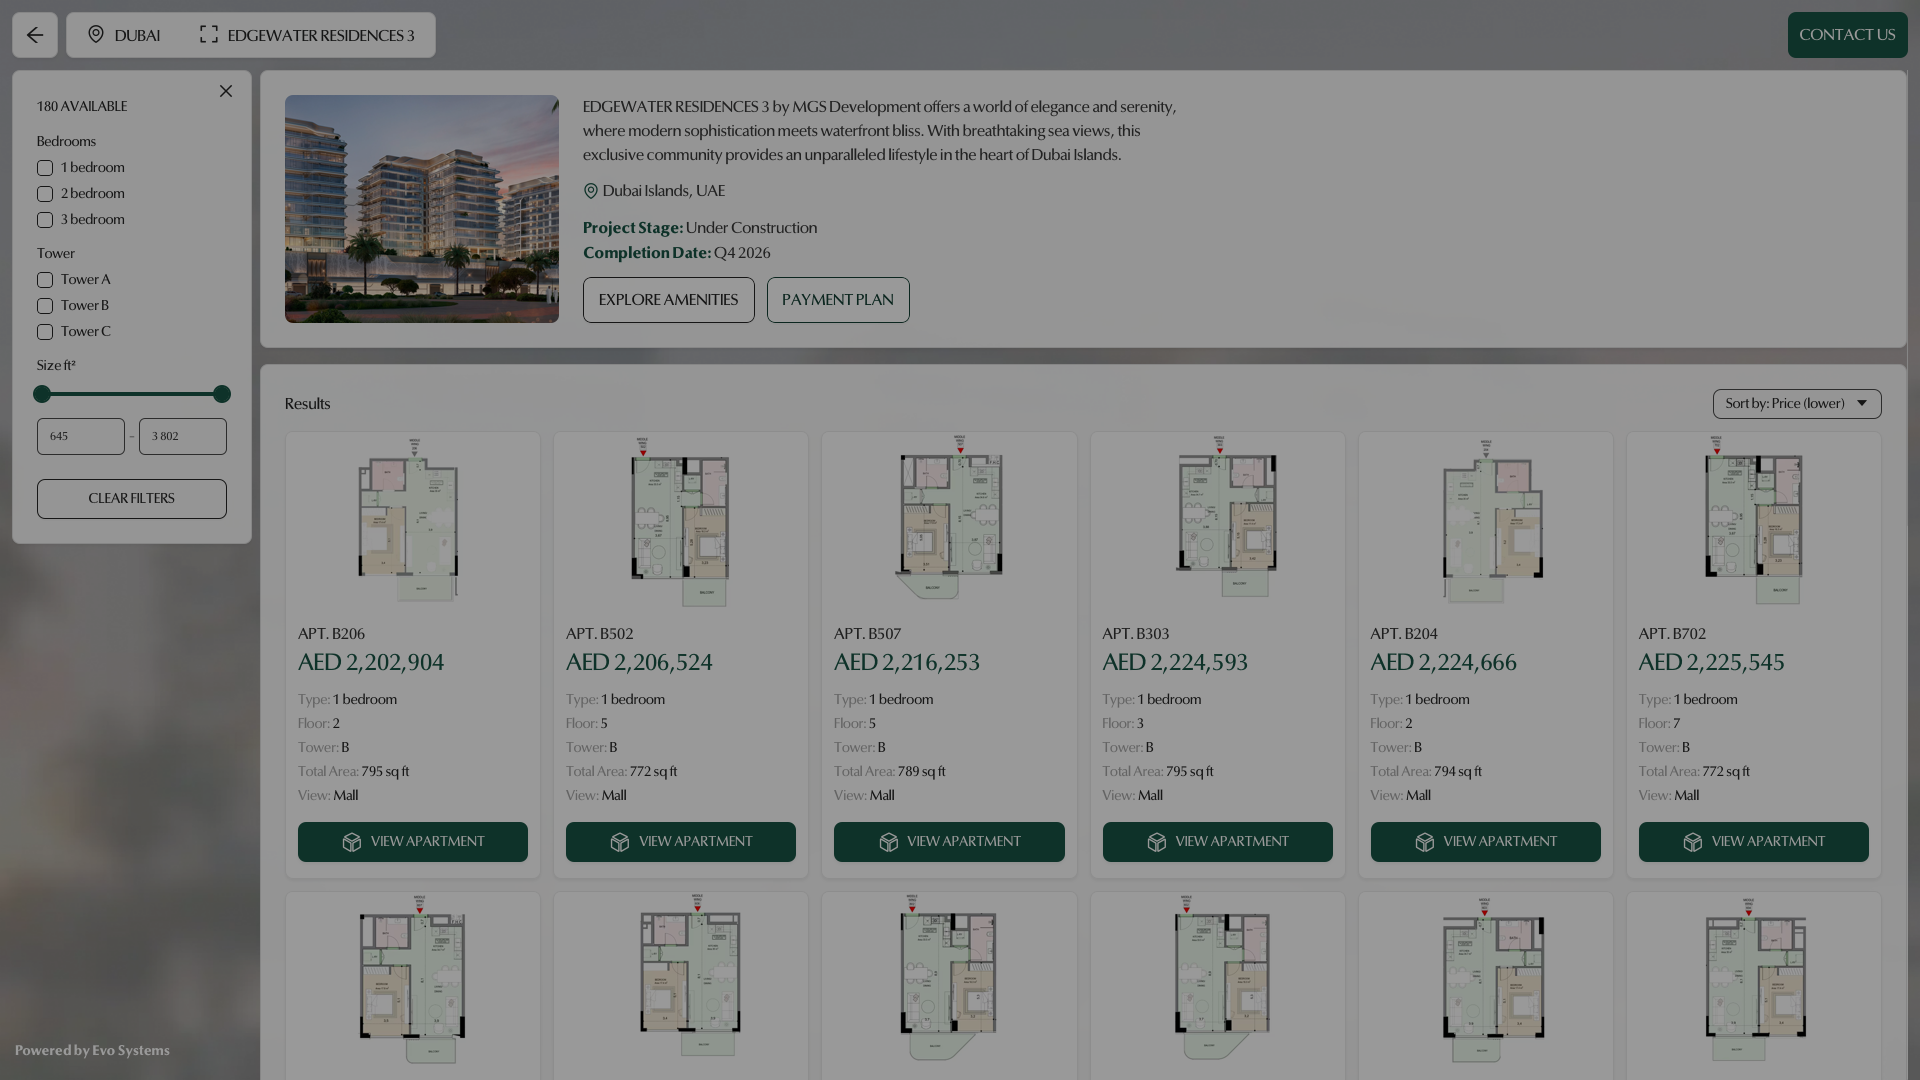 DUBAI
EDGEWATER RESIDENCES 3
CONTACT US
180 AVAILABLE
Bedrooms
1 bedroom
2 bedroom
3 bedroom
Tower
Tower A
Tower B
Tower C
Size ft²
645 - 3 802
CLEAR FILTERS
EDGEWATER RESIDENCES 3 by MGS Development offers a world of elegance and serenity,
where modern sophistication meets waterfront bliss. With breathtaking sea views, this
exclusive community provides an unparalleled lifestyle in the heart of Dubai Islands.
Dubai Islands, UAE
Project Stage: Under Construction
Completion Date: Q4 2026
EXPLORE AMENITIES
PAYMENT PLAN
Results
Sort by: Price (lower)
APT. B206
AED 2,202,904
Type: 1 bedroom
Floor: 2
Tower: B
Total Area: 795 sq ft
View: Mall
VIEW APARTMENT
APT. B502
AED 2,206,524
Type: 1 bedroom
Floor: 5
Tower: B
Total Area: 772 sq ft
View: Mall
VIEW APARTMENT
APT. B507
AED 2,216,253
Type: 1 bedroom
Floor: 5
Tower: B
Total Area: 789 sq ft
View: Mall
VIEW APARTMENT
APT. B303
AED 2,224,593
Type: 1 bedroom
Floor: 3
Tower: B
Total Area: 795 sq ft
View: Mall
VIEW APARTMENT
APT. B204
AED 2,224,666
Type: 1 bedroom
Floor: 2
Tower: B
Total Area: 794 sq ft
View: Mall
VIEW APARTMENT
APT. B702
AED 2,225,545
Type: 1 bedroom
Floor: 7
Tower: B
Total Area: 772 sq ft
View: Mall
VIEW APARTMENT
Powered by Evo Systems